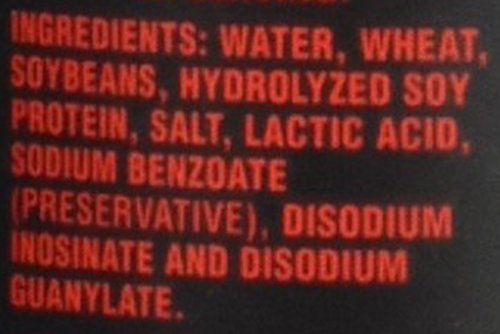 INGREDIENTS: WATER, WHEAT,
SOYBEANS, HYDROLYZED SOY
PROTEIN, SALT, LACTIC ACID,
SODIUM BENZOATE
(PRESERVATIVE), DISODIUM
INOSINATE AND DISODIUM
GUANYLATE.